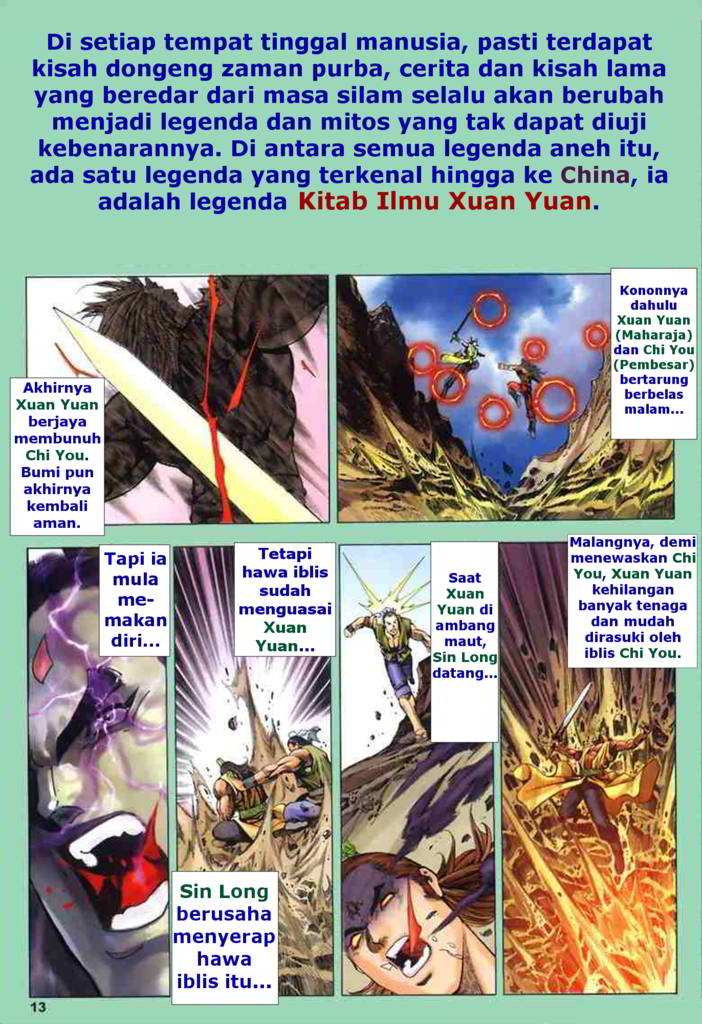 Di setiap tempat tinggal manusia, pasti terdapat
kisah dongeng zaman purba, cerita dan kisah lama
yang beredar dari masa silam selalu akan berubah
menjadi legenda dan mitos yang tak dapat diuji
kebenarannya. Di antara semua legenda aneh itu,
ada satu legenda yang terkenal hingga ke China, ia
adalah legenda Kitab Ilmu Xuan Yuan.
Kononnya
dahulu
Xuan Yuan
(Maharaja)
dan Chi You
(Pembesar)
bertarung
berbelas
malam...
Akhirnya
Xuan Yuan
berjaya
membunuh
Chi You.
Bumi pun
akhirnya
kembali
aman.
Malangnya, demi
menewaskan Chi
You, Xuan Yuan
kehilangan
banyak tenaga
dan mudah
dirasuki oleh
iblis Chi You.
Saat
Xuan
Yuan di
ambang
maut,
Sin Long
datang...
Tetapi
hawa iblis
sudah
menguasai
Xuan
Yuan...
Sin Long
berusaha
menyerap
hawa
iblis itu...
Tapi ia
mula
me-
makan
diri...
13